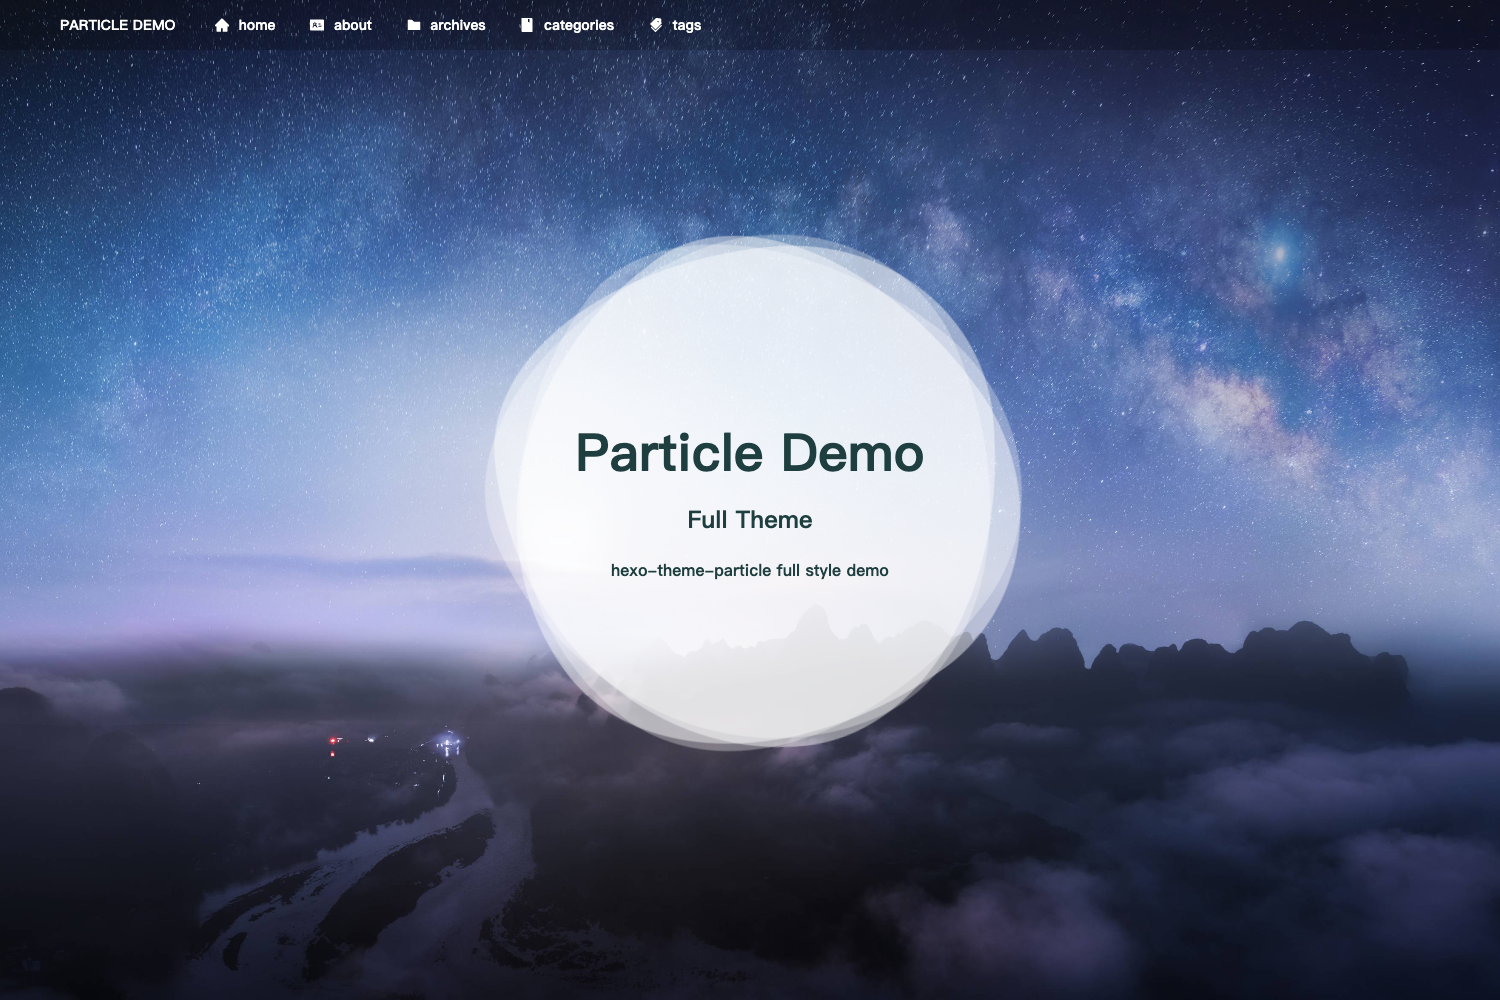 PARTICLE DEMO home about archives categories tags
Particle Demo
Full Theme
hexo-theme-particle full style demo